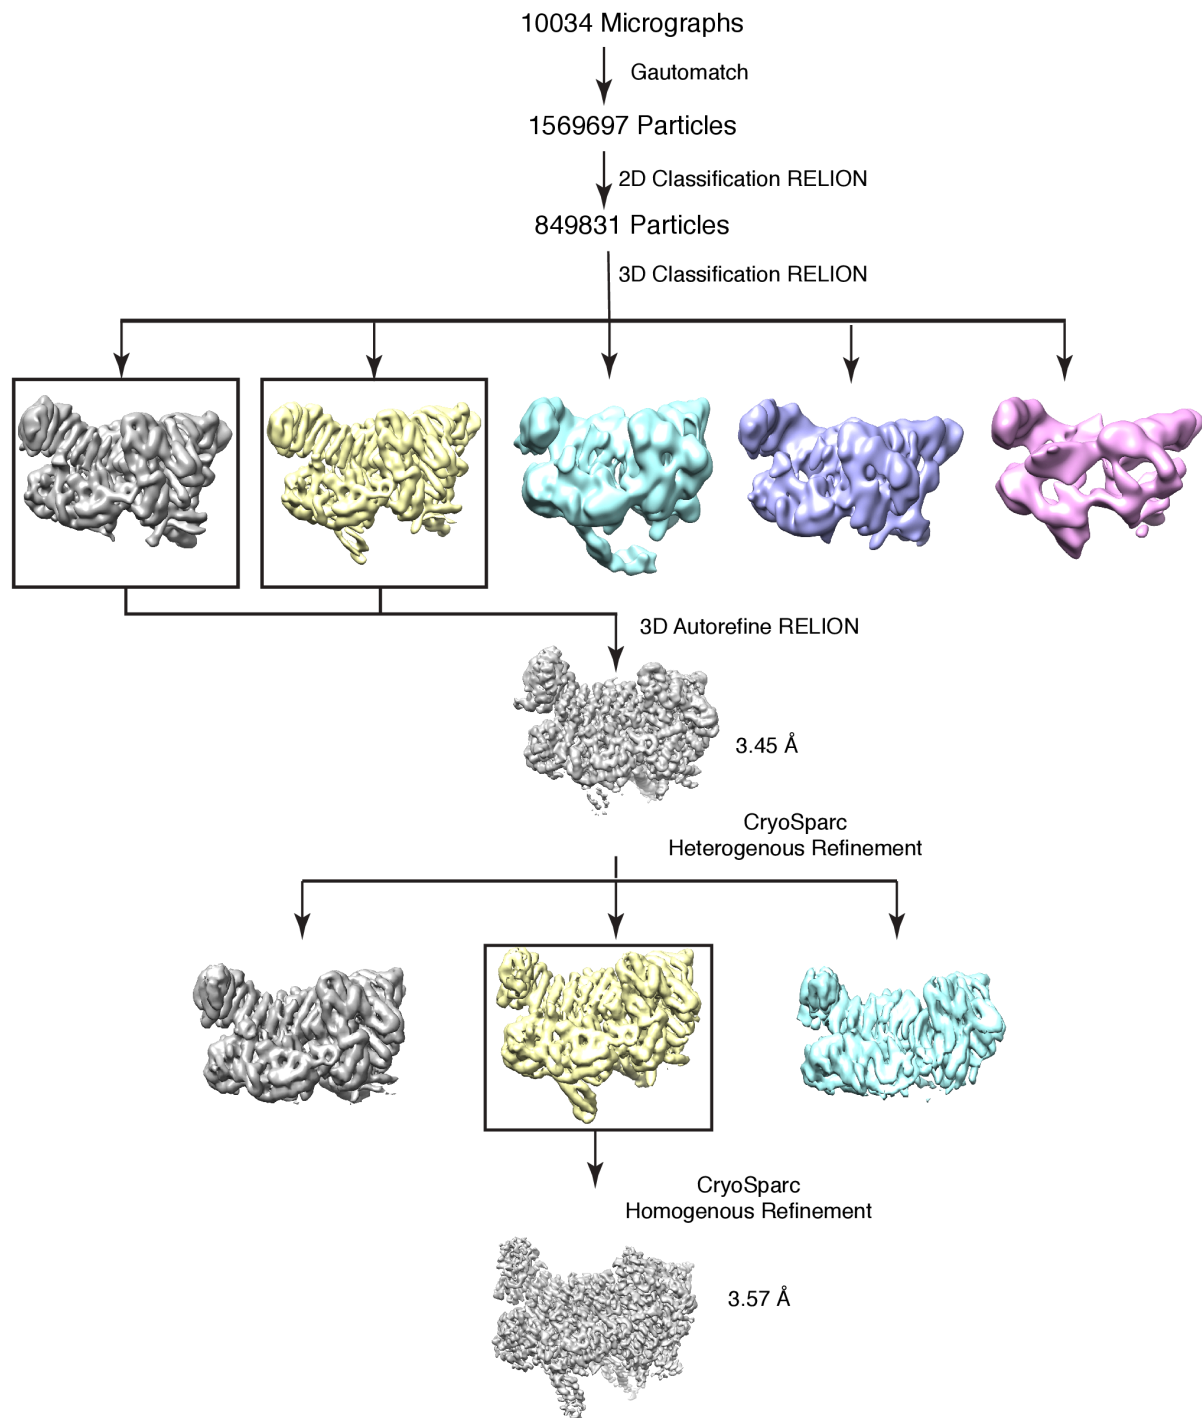 10034 Micrographs
Gautomatch
1569697 Particles
2D Classification RELION
849831 Particles
3D Classification RELION
3D Autorefine RELION
3.45 Å
CryoSparc
Heterogenous Refinement
CryoSparc
Homogenous Refinement
3.57 Å